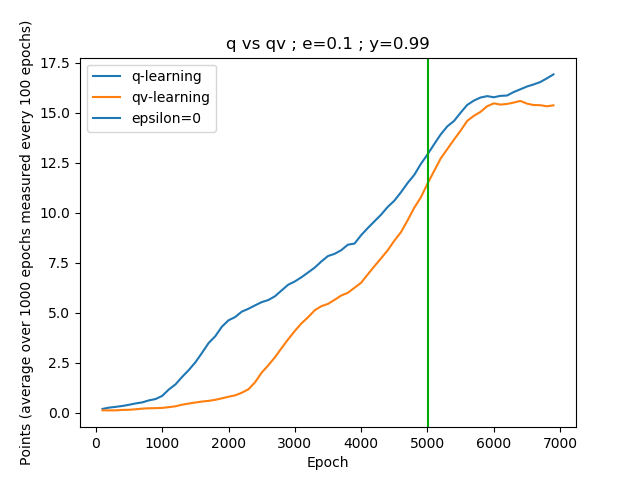 q vs qv ; e=0.1 ; y=0.99
Points (average over 1000 epochs measured every 100 epochs)
17.5
15.0
12.5
10.0
7.5
5.0
2.5
0.0
q-learning
qv-learning
epsilon=0
0 1000 2000 3000 4000 5000 6000 7000
Epoch